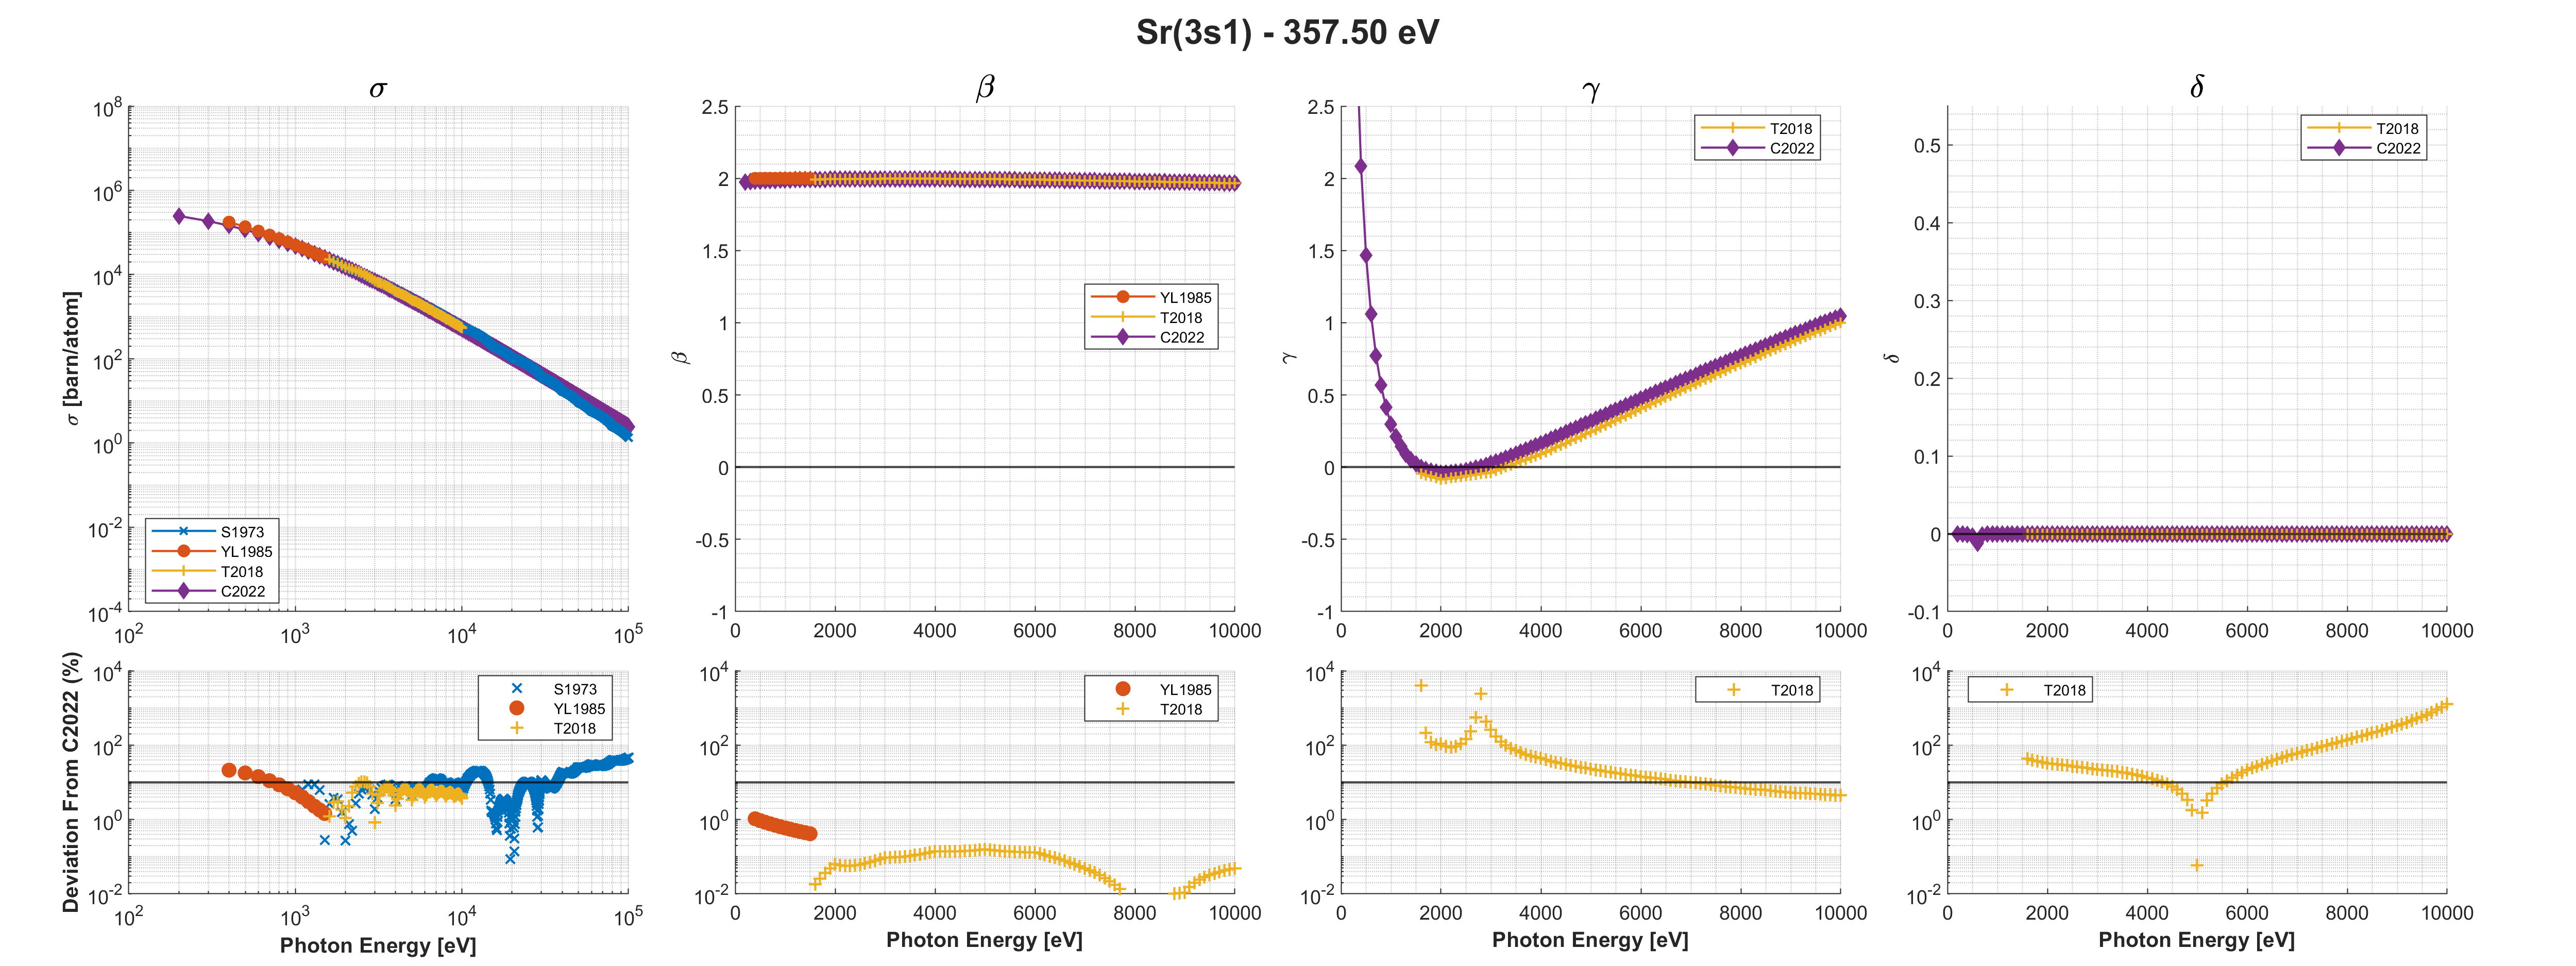 Sr(3s1) - 357.50 eV
σ
σ [barn/atom]
10^8
10^6
10^4
10^2
10^0
10^-2
10^-4
S1973
YL1985
T2018
C2022
10^2
10^3
10^4
10^5
β
β
2.5
2
1.5
1
0.5
0
-0.5
-1
YL1985
T2018
C2022
0
2000
4000
6000
8000
10000
γ
γ
2.5
2
1.5
1
0.5
0
-0.5
-1
T2018
C2022
0
2000
4000
6000
8000
10000
δ
δ
0.5
0.4
0.3
0.2
0.1
0
-0.1
T2018
C2022
0
2000
4000
6000
8000
10000
Deviation From C2022 (%)
10^4
10^2
10^0
10^-2
S1973
YL1985
T2018
10^2
10^3
10^4
10^5
Photon Energy [eV]
10^4
10^2
10^0
10^-2
YL1985
T2018
0
2000
4000
6000
8000
10000
Photon Energy [eV]
10^4
10^2
10^0
10^-2
T2018
0
2000
4000
6000
8000
10000
Photon Energy [eV]
10^4
10^2
10^0
10^-2
T2018
0
2000
4000
6000
8000
10000
Photon Energy [eV]